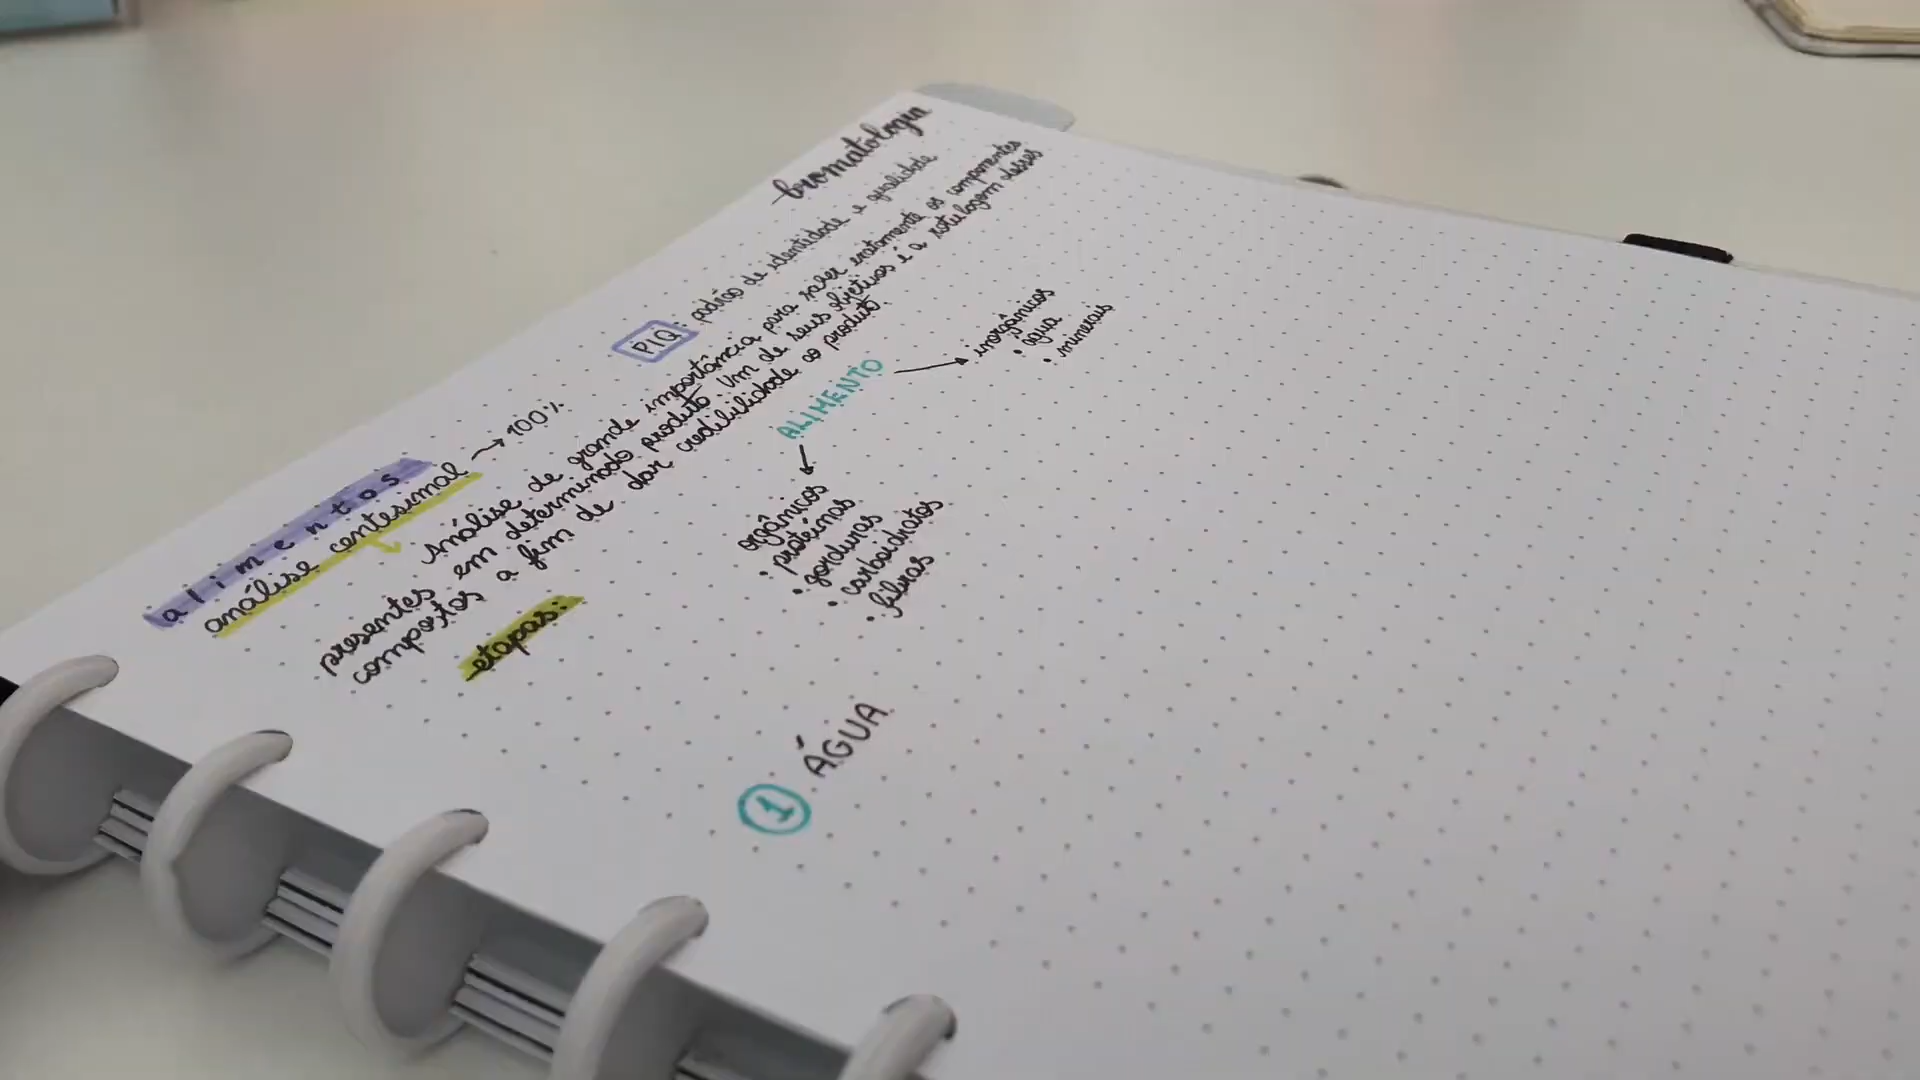 bromatologia
alimentos
análise centesimal → 100%
PIQ: padrão de identidade e qualidade
Análise de grande importância para saber exatamente os componentes
presentes em determinado produto. Um de seus objetivos é a rotulagem desses
compostos a fim de dar credibilidade ao produto.
etapas:
ALIMENTO
inorgânicos
• água
• minerais
orgânicos
• proteínas
• gorduras
• carboidratos
• fibras
1 ÁGUA